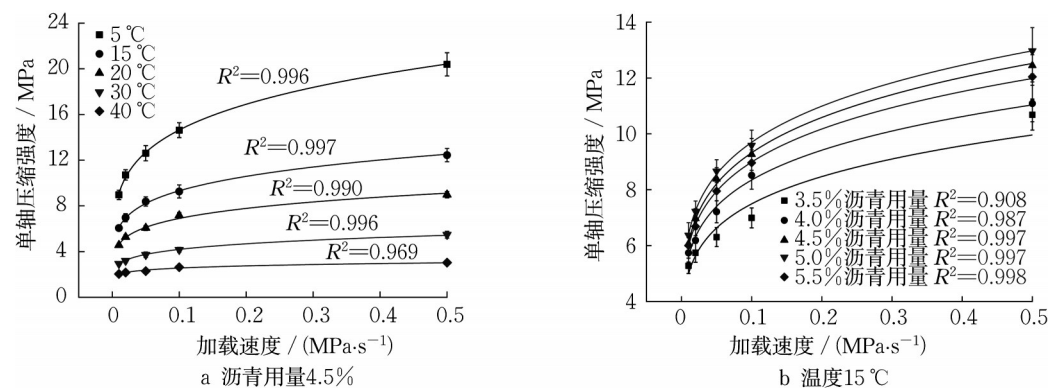 单轴压缩强度 / MPa
24
20
16
12
8
4
0
5 ℃
15 ℃
20 ℃
30 ℃
40 ℃
R²=0.996
R²=0.997
R²=0.990
R²=0.996
R²=0.969
0 0.1 0.2 0.3 0.4 0.5
加载速度 / (MPa·s⁻¹)
a 沥青用量4.5%
单轴压缩强度 / MPa
14
12
10
8
6
4
3.5%沥青用量 R²=0.908
4.0%沥青用量 R²=0.987
4.5%沥青用量 R²=0.997
5.0%沥青用量 R²=0.997
5.5%沥青用量 R²=0.998
0 0.1 0.2 0.3 0.4 0.5
加载速度 / (MPa·s⁻¹)
b 温度15 ℃